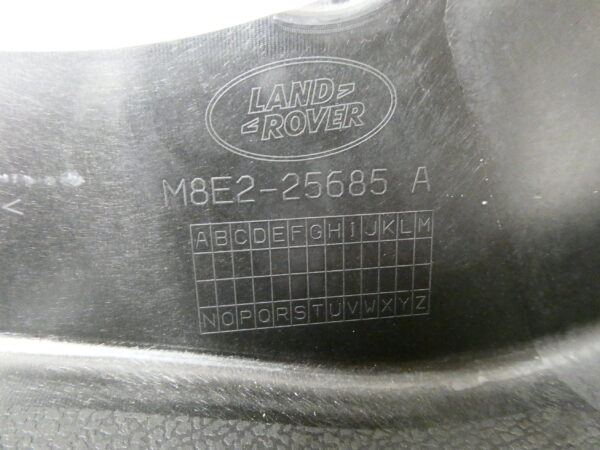 LAND
ROVER
M8E2-25685 A
<
A B C D E F G H I J K L M
N O P Q R S T U V W X Y Z